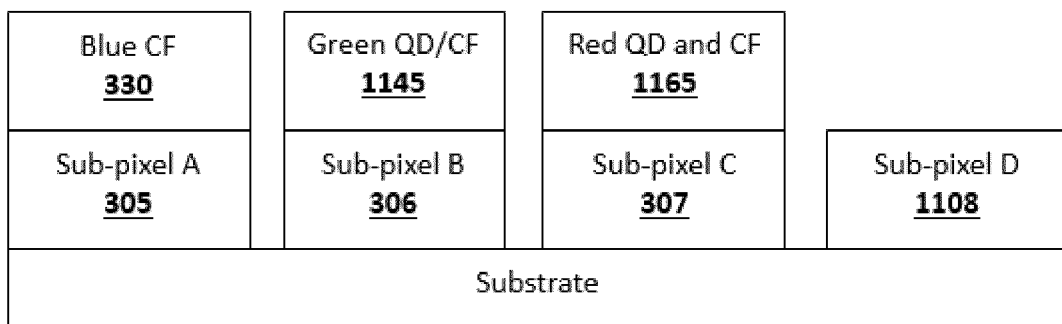 Blue CF
330
Green QD/CF
1145
Red QD and CF
1165
Sub-pixel A
305
Sub-pixel B
306
Sub-pixel C
307
Sub-pixel D
1108
Substrate